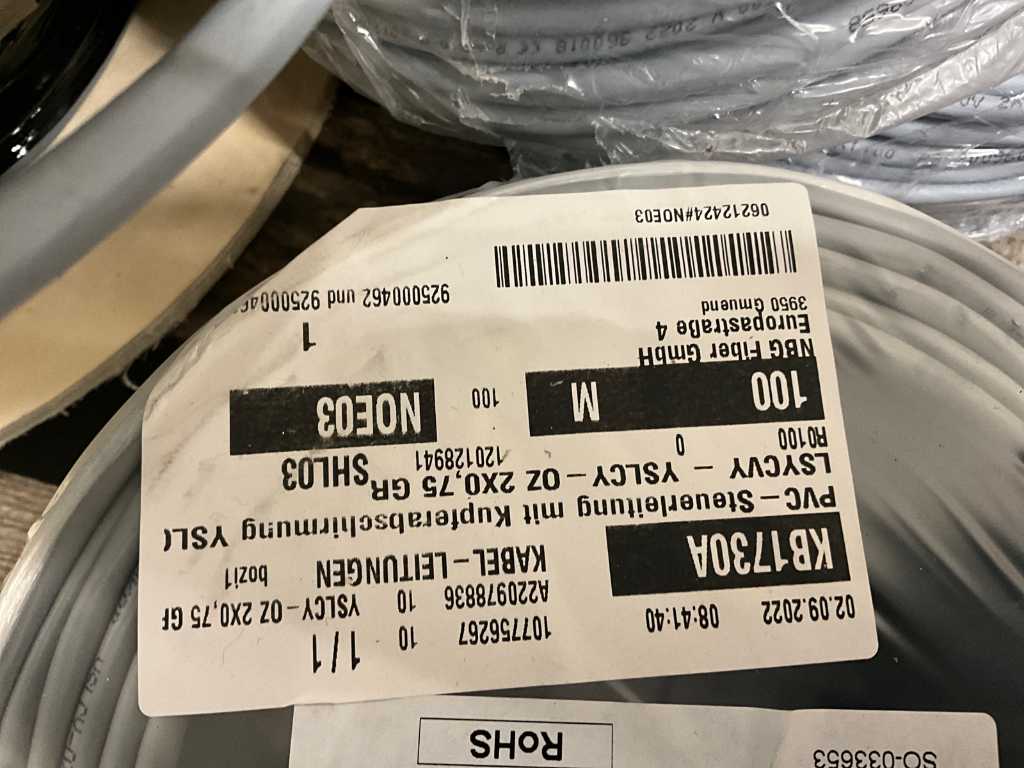 02.09.2022 08:41:40 107756267 10 1/1
A220978836 10 YSLCY-OZ 2X0,75 GF
KB1730A KABEL-LEITUNGEN bozi1
PVC-Steuerleitung mit Kupferabschirmung YSL(
LSYCVY - YSLCY-OZ 2X0,75 GR SHL03
R0100 0 120128941
100 M 100 NOE03
NBG Fiber GmbH
Europastraße 4
3950 Gmuend
1
925000462 und
06212424#NOE03
RoHS
SO-033653